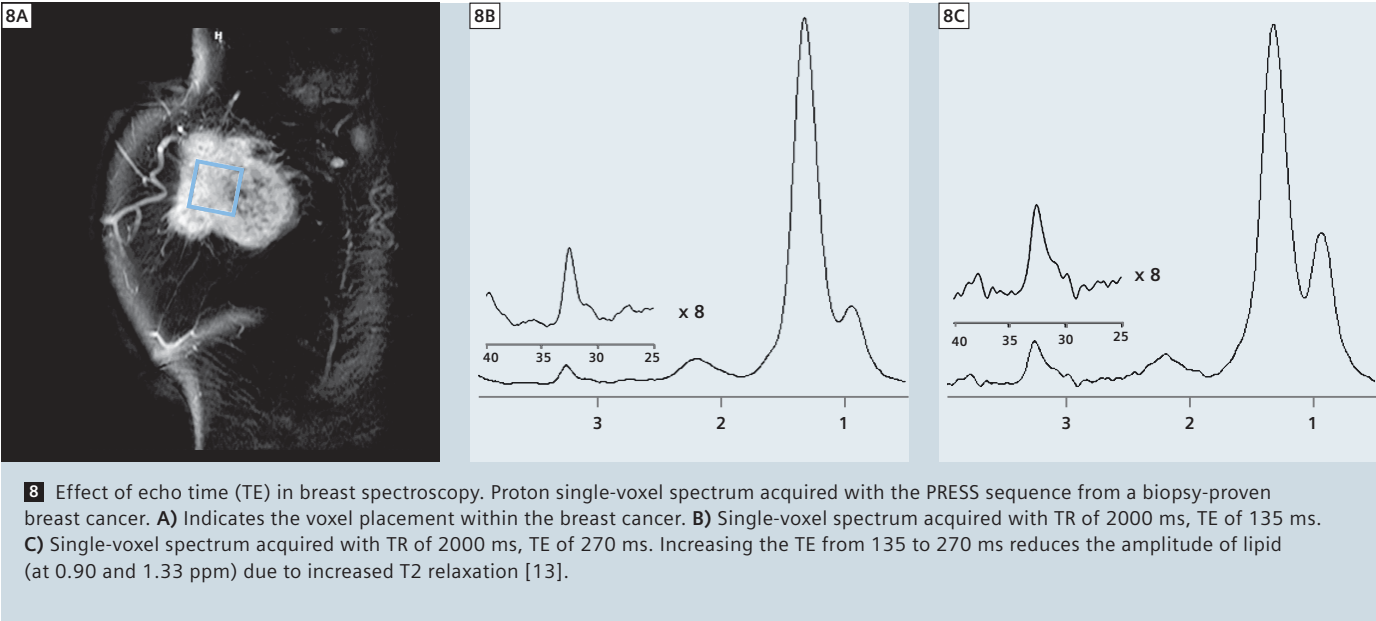 8A
H
8B
x 8
40 35 30 25
3 2 1
8C
x 8
40 35 30 25
3 2 1
8 Effect of echo time (TE) in breast spectroscopy. Proton single-voxel spectrum acquired with the PRESS sequence from a biopsy-proven
breast cancer. A) Indicates the voxel placement within the breast cancer. B) Single-voxel spectrum acquired with TR of 2000 ms, TE of 135 ms.
C) Single-voxel spectrum acquired with TR of 2000 ms, TE of 270 ms. Increasing the TE from 135 to 270 ms reduces the amplitude of lipid
(at 0.90 and 1.33 ppm) due to increased T2 relaxation [13].